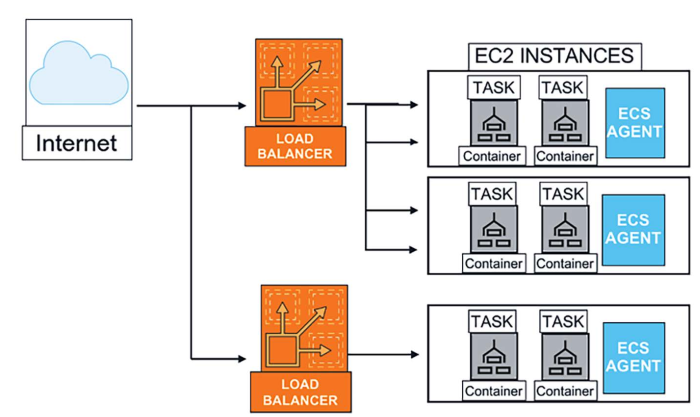 Internet
LOAD
BALANCER
EC2 INSTANCES
TASK TASK
Container Container
ECS
AGENT
TASK TASK
Container Container
ECS
AGENT
LOAD
BALANCER
TASK TASK
Container Container
ECS
AGENT